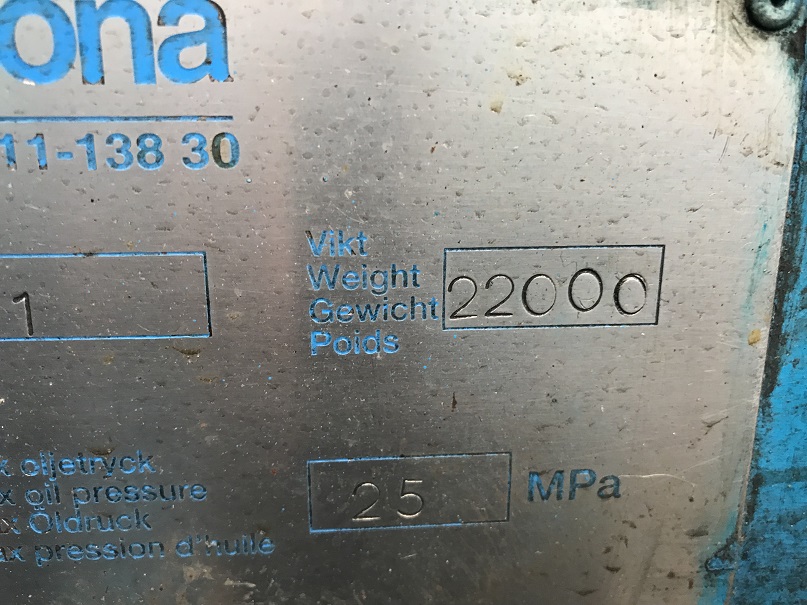 ona
11-138 30
1
Vikt
Weight
Gewicht
Poids
22000
k oljetryck
x oil pressure
x Öldruck
ax pression d'huile
25 MPa